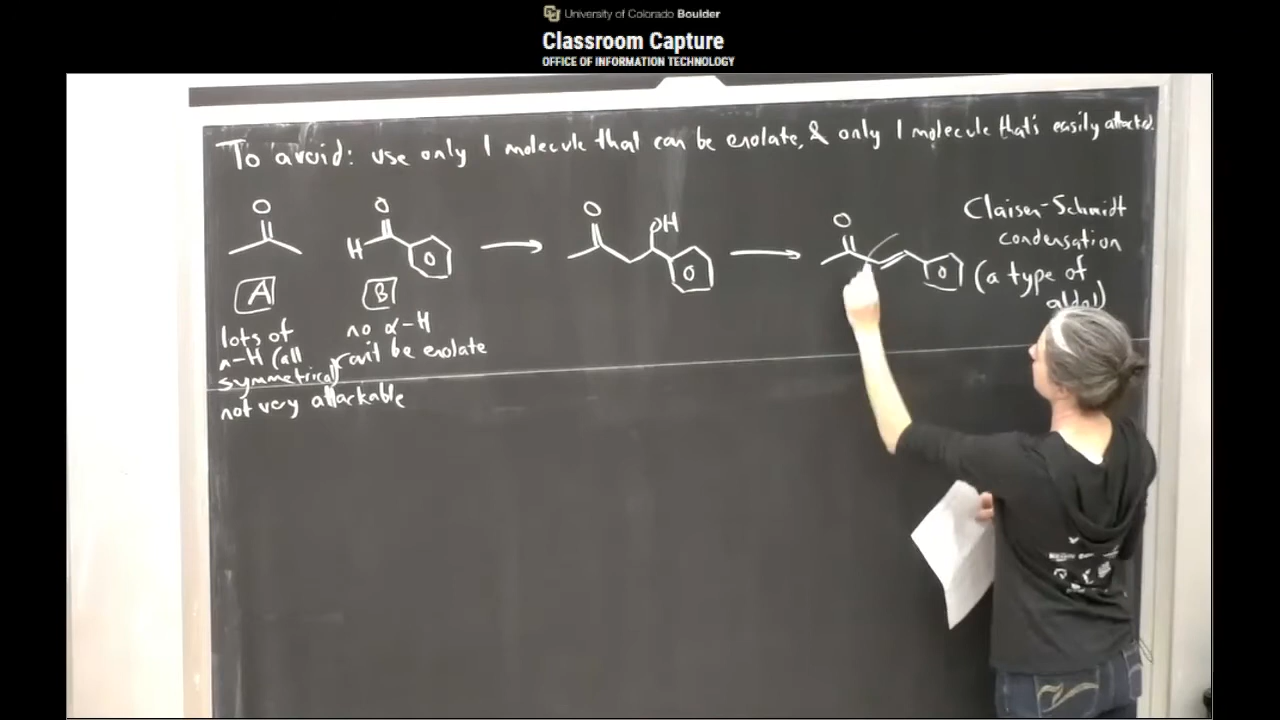 University of Colorado Boulder
Classroom Capture
OFFICE OF INFORMATION TECHNOLOGY
To avoid: use only 1 molecule that can be enolate, & only 1 molecule that's easily attacked.
O
O
H
A
B
lots of
α-H (all
symmetrical)
not very attackable
no α-H
can't be enolate
O
OH
O
Claisen-Schmidt
condensation
(a type of
aldol)